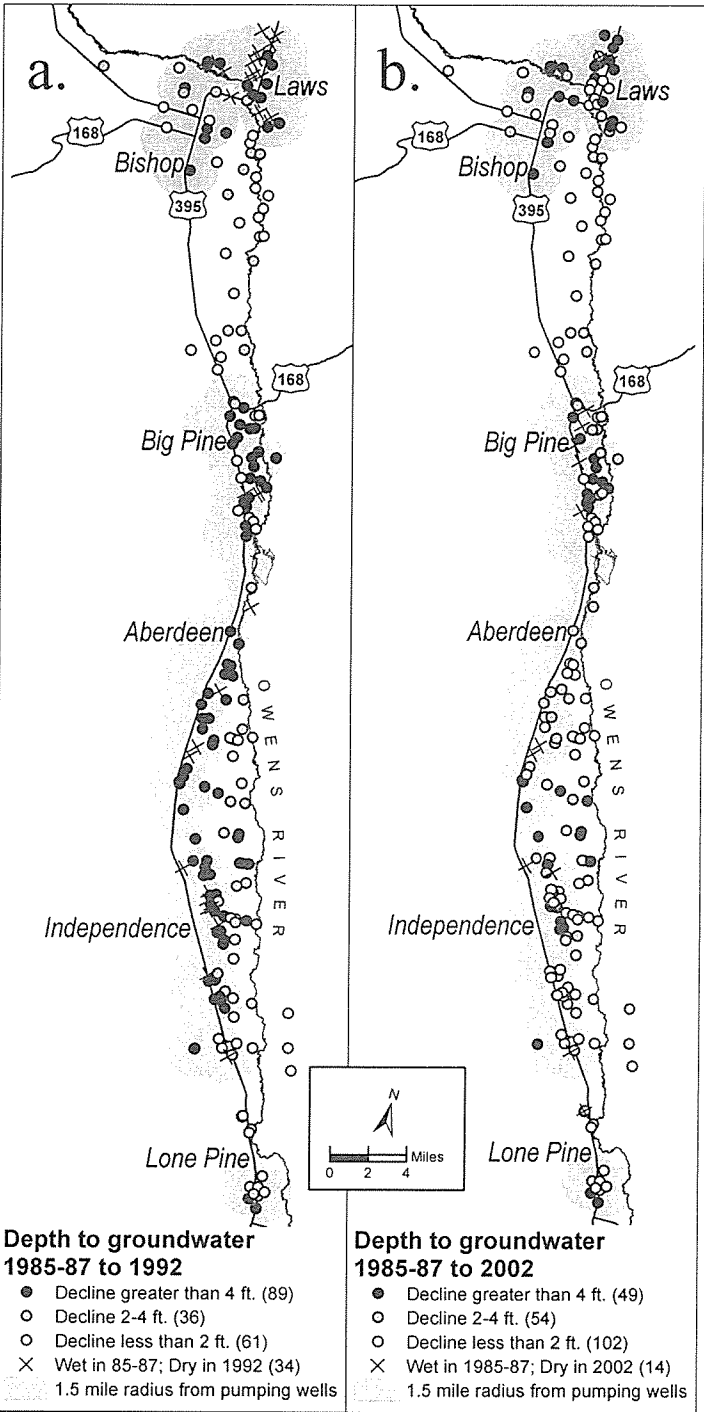 a.
Laws
168
Bishop
395
168
Big Pine
Aberdeen
OWENS RIVER
Independence
Lone Pine
Depth to groundwater
1985-87 to 1992
Decline greater than 4 ft. (89)
Decline 2-4 ft. (36)
Decline less than 2 ft. (61)
Wet in 85-87; Dry in 1992 (34)
1.5 mile radius from pumping wells
b.
Laws
168
Bishop
395
168
Big Pine
Aberdeen
OWENS RIVER
Independence
Lone Pine
N
Miles
0 2 4
Depth to groundwater
1985-87 to 2002
Decline greater than 4 ft. (49)
Decline 2-4 ft. (54)
Decline less than 2 ft. (102)
Wet in 1985-87; Dry in 2002 (14)
1.5 mile radius from pumping wells